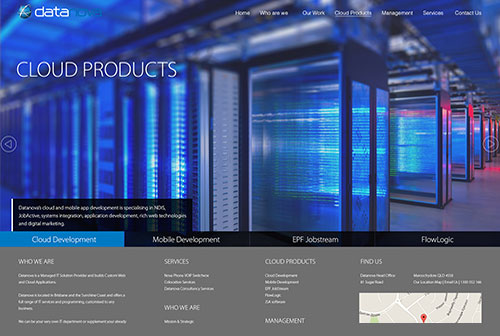 datanova
Home Who are we Our Work Cloud Products Management Services Contact Us
CLOUD PRODUCTS
Datanova's cloud and mobile app development is specialising in NDIS,
JobActive, systems integration, application development, rich web technologies
and digital marketing.
Cloud Development Mobile Development EPF Jobstream FlowLogic
WHO WE ARE
Datanova is a Managed IT Solution Provider and builds Custom Web
and Cloud Applications.
Datanova is located in Brisbane and the Sunshine Coast and offers a
full range of IT services and programming, customised to any
business.
We can be your very own IT department or supplement your already
SERVICES
Nova Phone VOIP Switchene
Colocation Services
Datanova Consultancy Services
WHO WE ARE
Mission & Strategy
CLOUD PRODUCTS
Cloud Development
Mobile Development
EPF Jobstream
FlowLogic
JSA software
MANAGEMENT
FIND US
Datanova Head Office
61 Sugar Road
Maroochydore QLD 4558
Our Location Map | Email Us | 1300 992 146